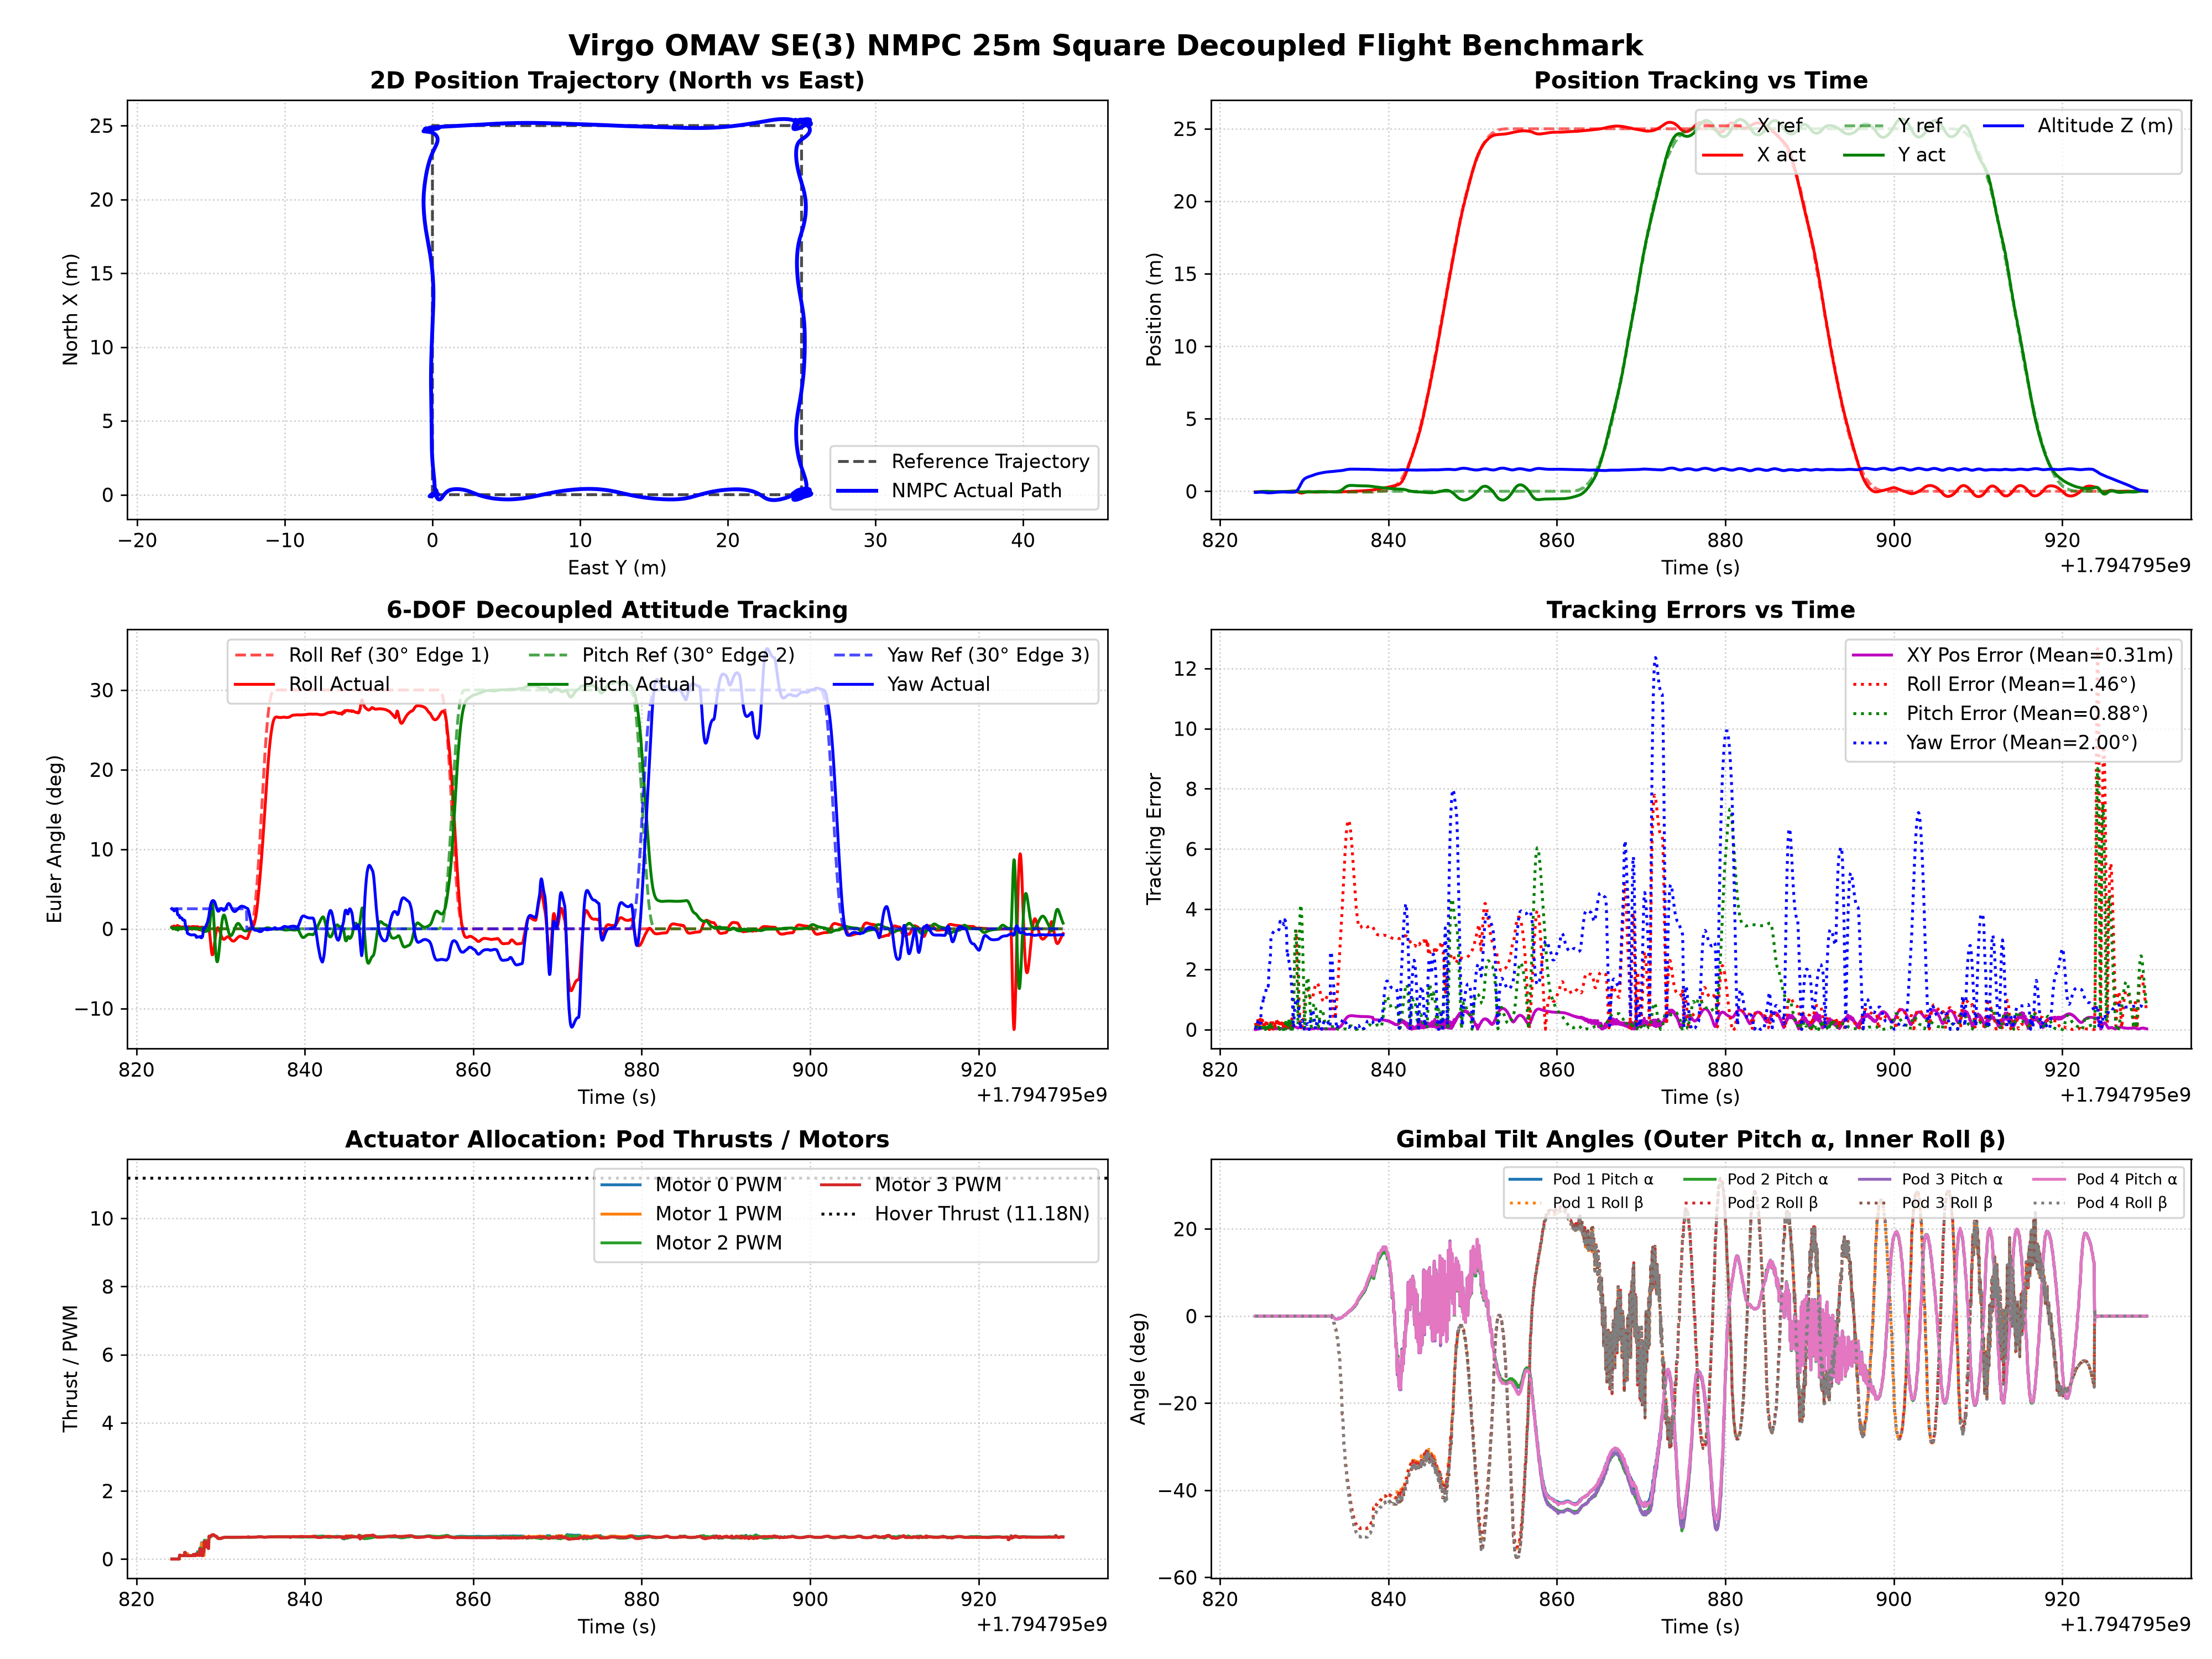 Virgo OMAV SE(3) NMPC 25m Square Decoupled Flight Benchmark
2D Position Trajectory (North vs East)
North X (m)
25
20
15
10
5
0
−20
−10
0
10
20
30
40
East Y (m)
Reference Trajectory
NMPC Actual Path
Position Tracking vs Time
Position (m)
25
20
15
10
5
0
820
840
860
880
900
920
Time (s)
+1.794795e9
X ref
X act
Y ref
Y act
Altitude Z (m)
6-DOF Decoupled Attitude Tracking
Euler Angle (deg)
30
20
10
0
−10
820
840
860
880
900
920
Time (s)
+1.794795e9
Roll Ref (30° Edge 1)
Roll Actual
Pitch Ref (30° Edge 2)
Pitch Actual
Yaw Ref (30° Edge 3)
Yaw Actual
Tracking Errors vs Time
Tracking Error
12
10
8
6
4
2
0
820
840
860
880
900
920
Time (s)
+1.794795e9
XY Pos Error (Mean=0.31m)
Roll Error (Mean=1.46°)
Pitch Error (Mean=0.88°)
Yaw Error (Mean=2.00°)
Actuator Allocation: Pod Thrusts / Motors
Thrust / PWM
10
8
6
4
2
0
820
840
860
880
900
920
Time (s)
+1.794795e9
Motor 0 PWM
Motor 1 PWM
Motor 2 PWM
Motor 3 PWM
Hover Thrust (11.18N)
Gimbal Tilt Angles (Outer Pitch α, Inner Roll β)
Angle (deg)
20
0
−20
−40
−60
820
840
860
880
900
920
Time (s)
+1.794795e9
Pod 1 Pitch α
Pod 1 Roll β
Pod 2 Pitch α
Pod 2 Roll β
Pod 3 Pitch α
Pod 3 Roll β
Pod 4 Pitch α
Pod 4 Roll β